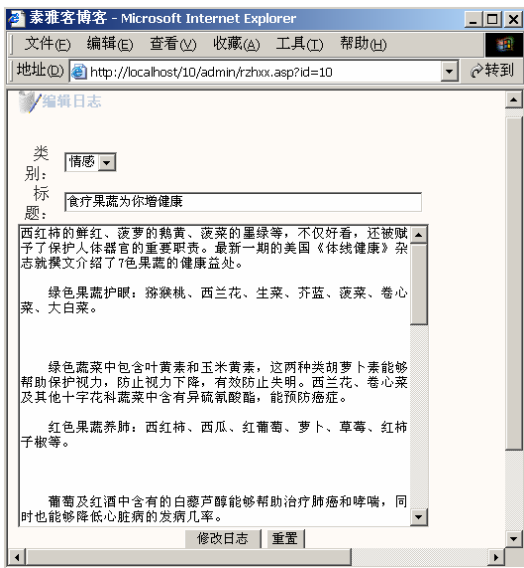 泰雅客博客 - Microsoft Internet Explorer
文件(F) 编辑(E) 查看(V) 收藏(A) 工具(T) 帮助(H)
地址(D) http://localhost/10/admin/rzhxx.asp?id=10 转到
编辑日志
类
别： 情感
标
题： 食疗果蔬为你增健康
西红柿的鲜红、菠萝的鹅黄、菠菜的墨绿等，不仅好看，还被赋
予了保护人体器官的重要职责。最新一期的美国《体线健康》杂
志就撰文介绍了7色果蔬的健康益处。
绿色果蔬护眼：猕猴桃、西兰花、生菜、芥蓝、菠菜、卷心
菜、大白菜。
绿色蔬菜中包含叶黄素和玉米黄素，这两种类胡萝卜素能够
帮助保护视力，防止视力下降，有效防止失明。西兰花、卷心菜
及其他十字花科蔬菜中含有异硫氰酸酯，能预防癌症。
红色果蔬养肺：西红柿、西瓜、红葡萄、萝卜、草莓、红柿
子椒等。
葡萄及红酒中含有的白藜芦醇能够帮助治疗肺癌和哮喘，同
时也能够降低心脏病的发病几率。
修改日志 重置